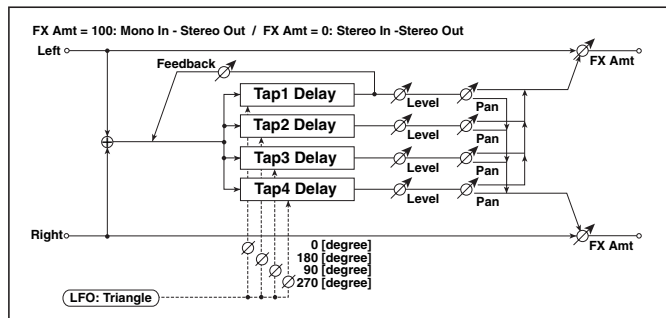 FX Amt = 100: Mono In - Stereo Out / FX Amt = 0: Stereo In -Stereo Out
Left
Feedback
FX Amt
Tap1 Delay
Level
Pan
Tap2 Delay
Level
Pan
Tap3 Delay
Level
Pan
Tap4 Delay
Level
Pan
Right
FX Amt
0 [degree]
180 [degree]
90 [degree]
270 [degree]
LFO: Triangle